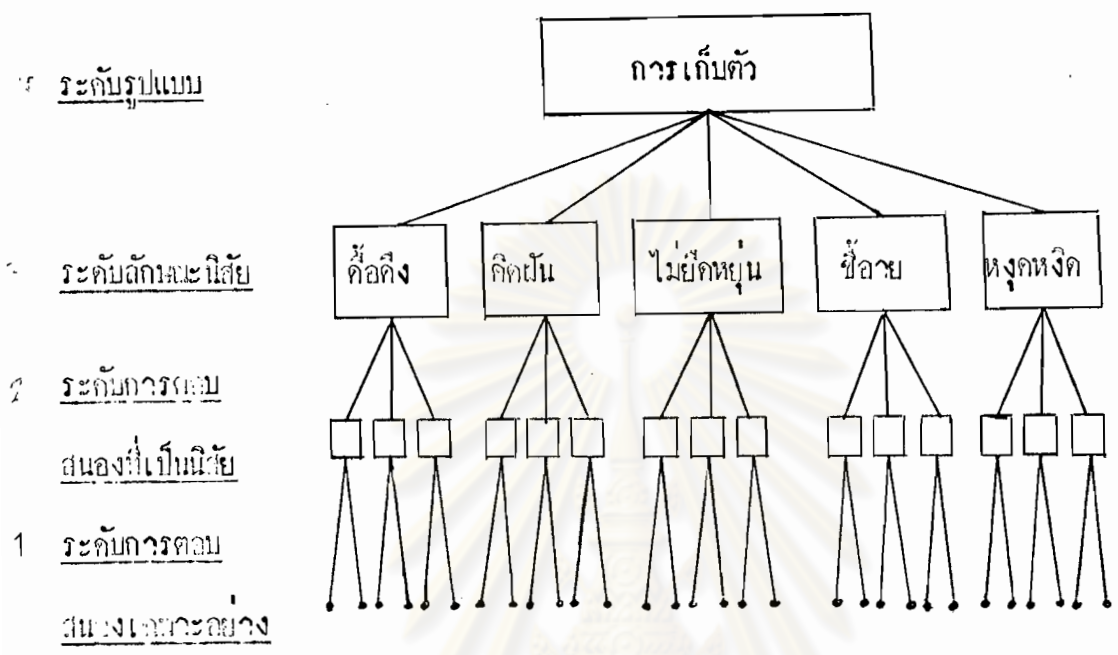 การเก็บตัว
ระดับรูปแบบ
ระดับลักษณะนิสัย
ดื้อดึง
คิดฝัน
ไม่ยืดหยุ่น
ขี้อาย
หงุดหงิด
ระดับการตอบ
สนองที่เป็นนิสัย
1 ระดับการตอบ
สนองเฉพาะอย่าง